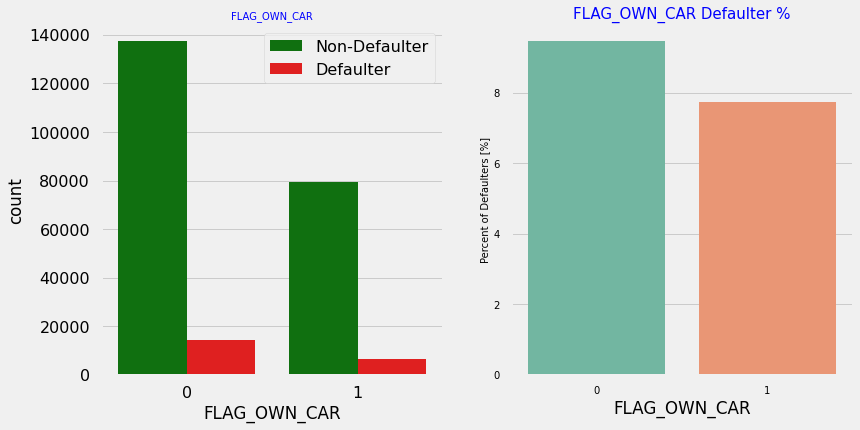 FLAG_OWN_CAR
140000
120000
100000
80000
60000
40000
20000
0
count
Non-Defaulter
Defaulter
0 1
FLAG_OWN_CAR
FLAG_OWN_CAR Defaulter %
8
6
4
2
0
Percent of Defaulters [%]
0 1
FLAG_OWN_CAR